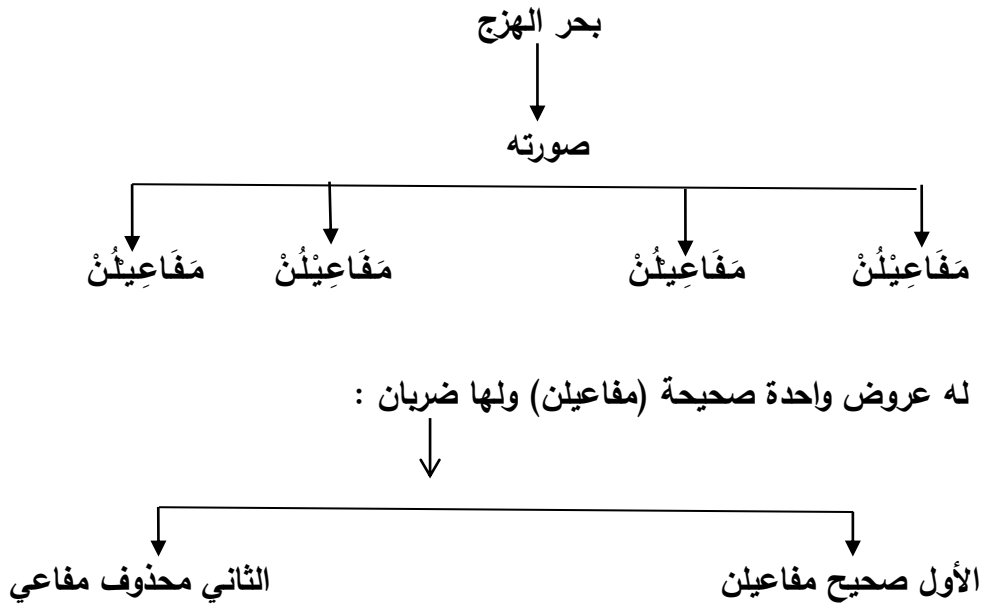 بحر الهزج
صورته
مَفَاعِيْلُنْ مَفَاعِيْلُنْ مَفَاعِيْلُنْ مَفَاعِيْلُنْ
له عروض واحدة صحيحة (مفاعيلن) ولها ضربان :
الأول صحيح مفاعيلن الثاني محذوف مفاعي